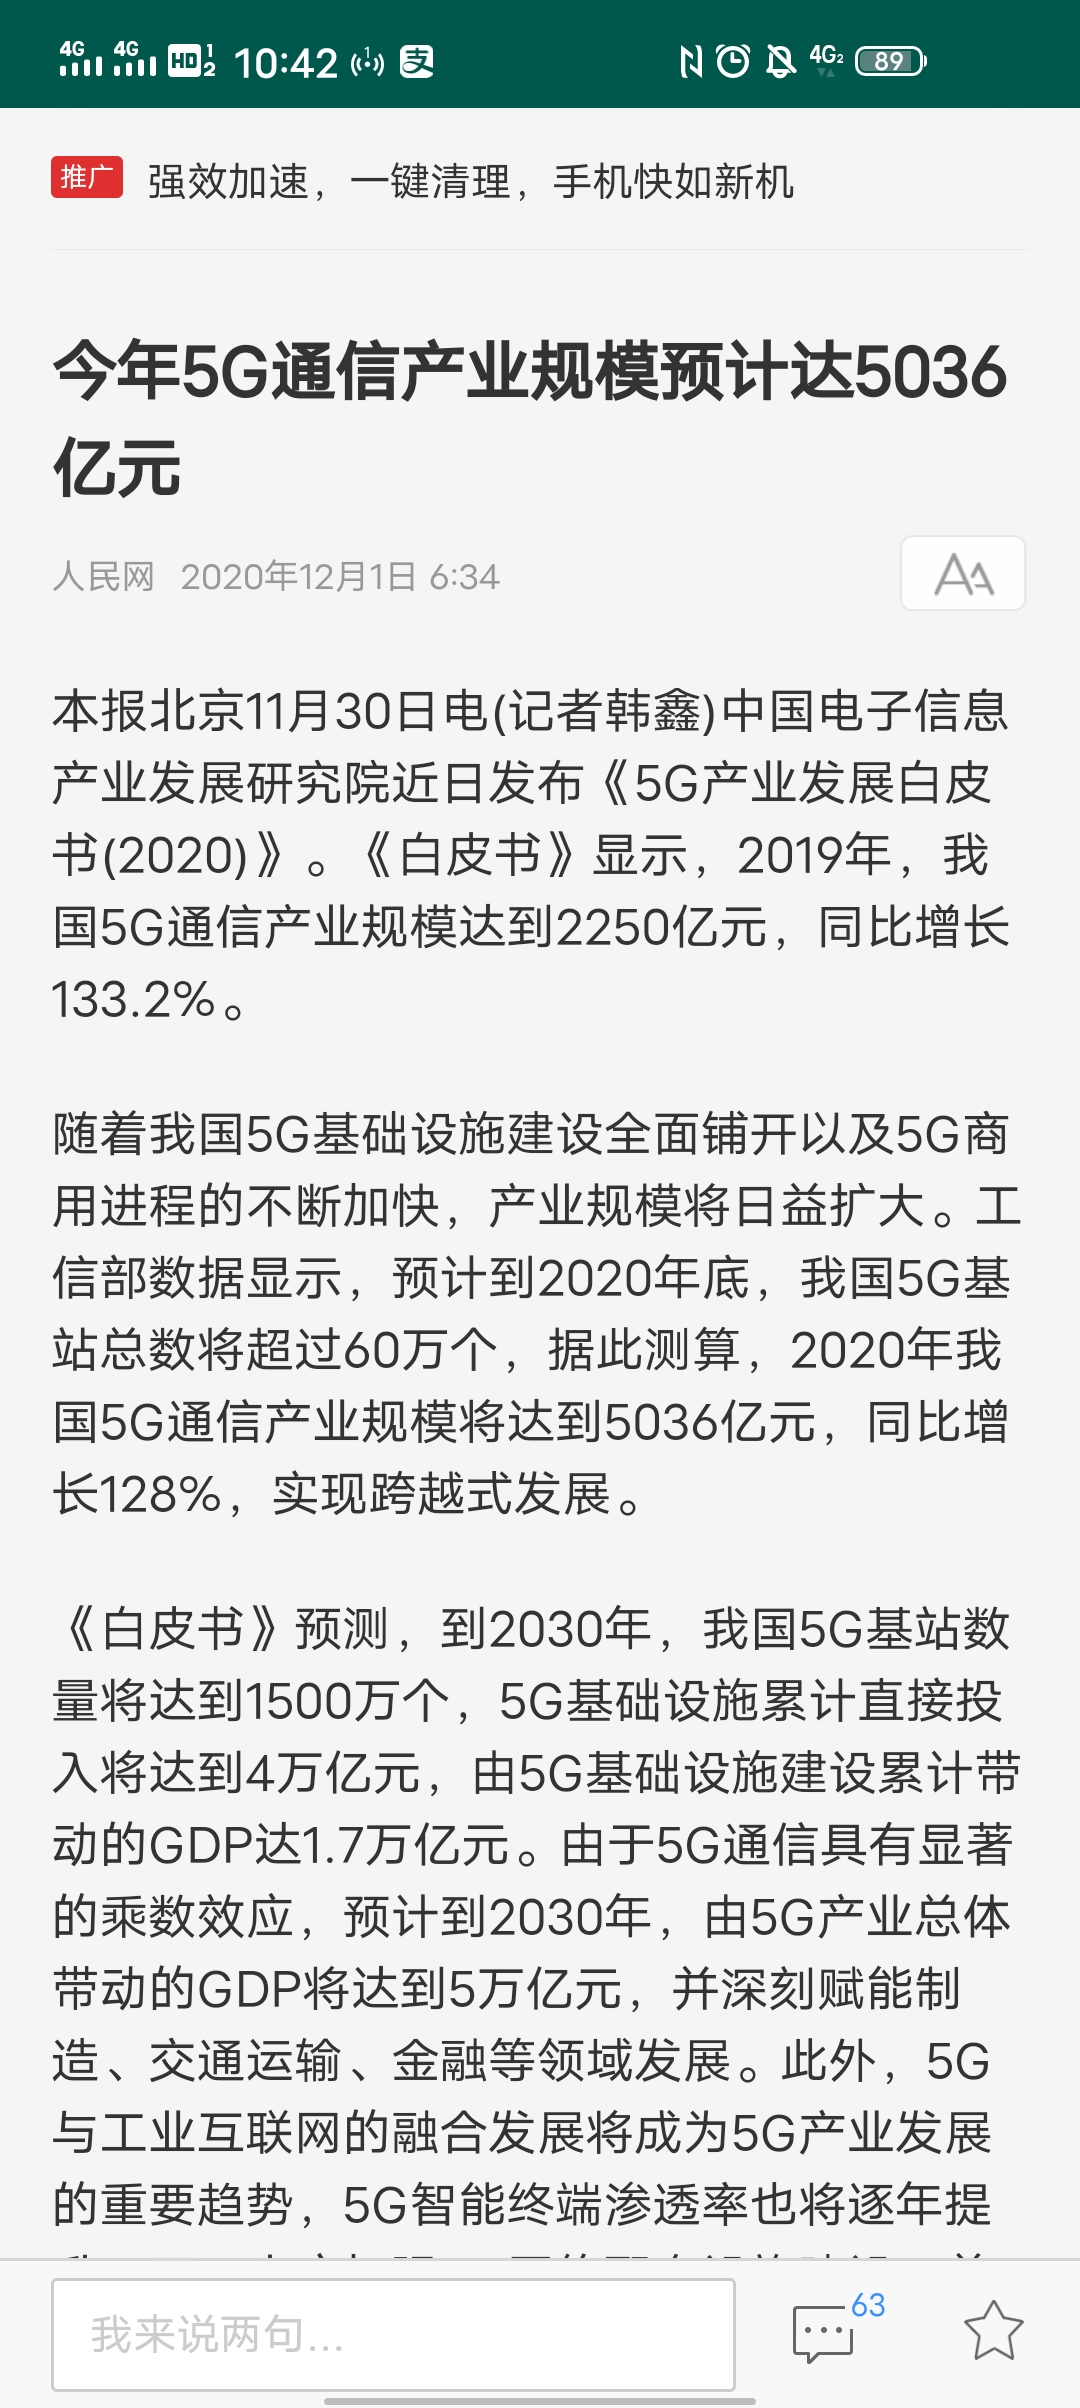 4G 4G HD 1 2 10:42 1 支 4G2 89
推广 强效加速，一键清理，手机快如新机
今年5G通信产业规模预计达5036
亿元
人民网 2020年12月1日 6:34
AA
本报北京11月30日电(记者韩鑫)中国电子信息
产业发展研究院近日发布《5G产业发展白皮
书(2020)》。《白皮书》显示，2019年，我
国5G通信产业规模达到2250亿元，同比增长
133.2%。
随着我国5G基础设施建设全面铺开以及5G商
用进程的不断加快，产业规模将日益扩大。工
信部数据显示，预计到2020年底，我国5G基
站总数将超过60万个，据此测算，2020年我
国5G通信产业规模将达到5036亿元，同比增
长128%，实现跨越式发展。
《白皮书》预测，到2030年，我国5G基站数
量将达到1500万个，5G基础设施累计直接投
入将达到4万亿元，由5G基础设施建设累计带
动的GDP达1.7万亿元。由于5G通信具有显著
的乘数效应，预计到2030年，由5G产业总体
带动的GDP将达到5万亿元，并深刻赋能制
造、交通运输、金融等领域发展。此外，5G
与工业互联网的融合发展将成为5G产业发展
的重要趋势，5G智能终端渗透率也将逐年提
我来说两句...
63